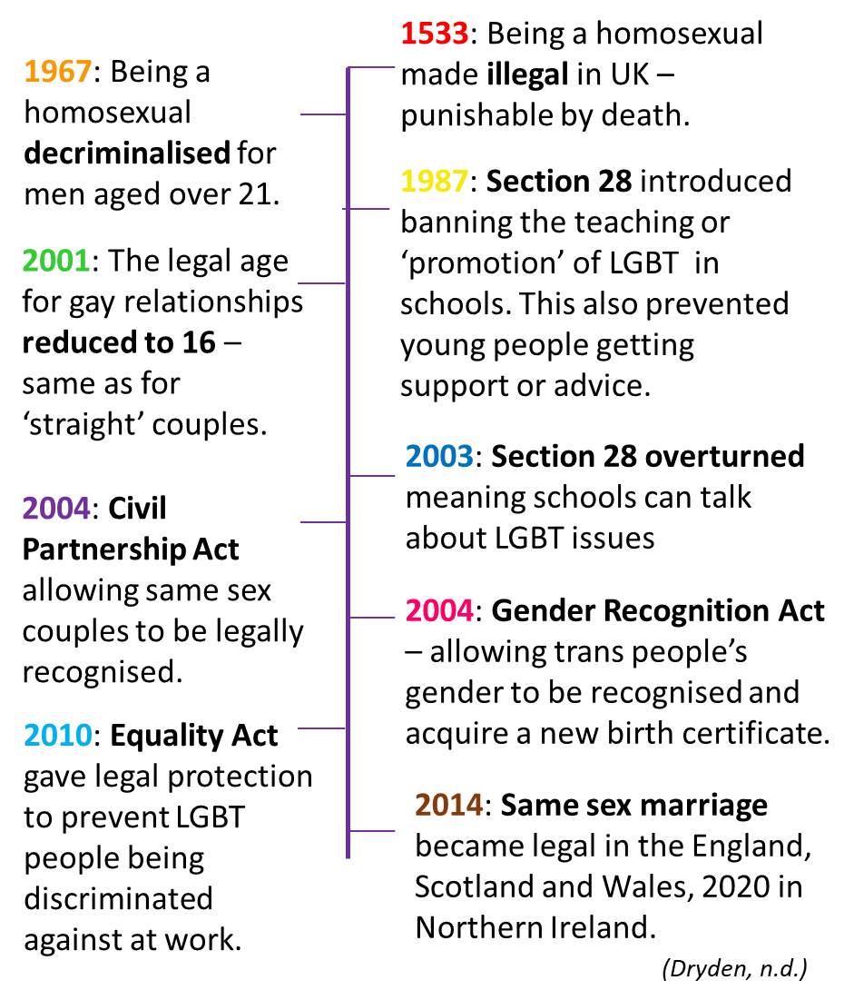 1533: Being a homosexual
made illegal in UK –
punishable by death.
1967: Being a
homosexual
decriminalised for
men aged over 21.
1987: Section 28 introduced
banning the teaching or
‘promotion’ of LGBT in
schools. This also prevented
young people getting
support or advice.
2001: The legal age
for gay relationships
reduced to 16 –
same as for
‘straight’ couples.
2003: Section 28 overturned
meaning schools can talk
about LGBT issues
2004: Civil
Partnership Act
allowing same sex
couples to be legally
recognised.
2004: Gender Recognition Act
– allowing trans people’s
gender to be recognised and
acquire a new birth certificate.
2010: Equality Act
gave legal protection
to prevent LGBT
people being
discriminated
against at work.
2014: Same sex marriage
became legal in the England,
Scotland and Wales, 2020 in
Northern Ireland.
(Dryden, n.d.)